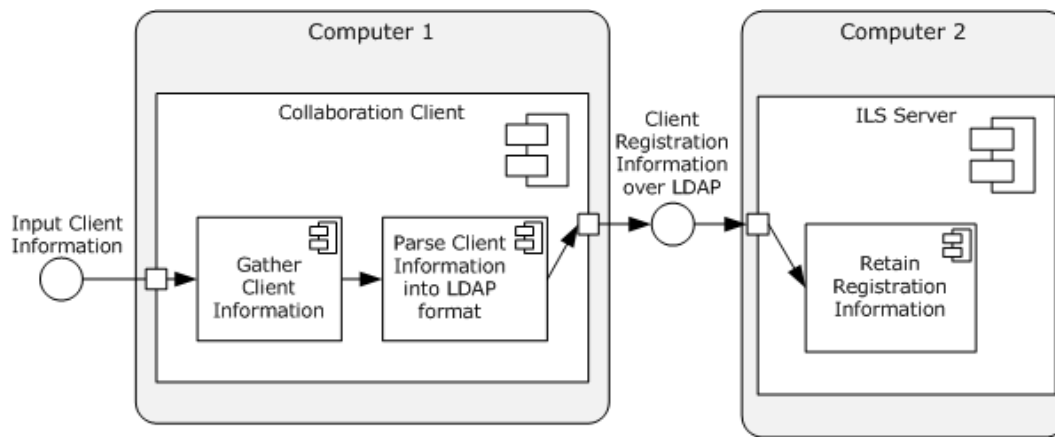 Computer 1
Computer 2
Collaboration Client
ILS Server
Client
Registration
Information
over LDAP
Input Client
Information
Gather
Client
Information
Parse Client
Information
into LDAP
format
Retain
Registration
Information